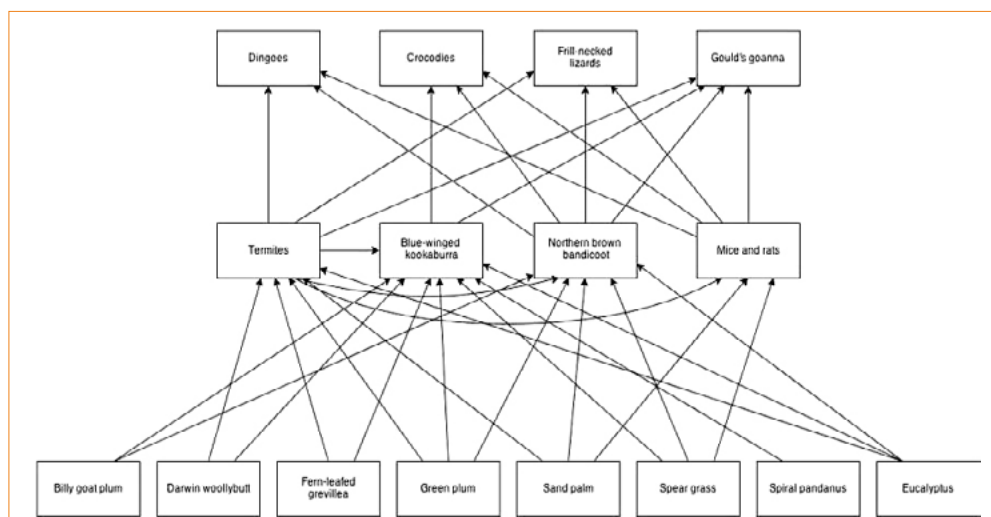 Dingoes
Crocodies
Frill-necked
lizards
Gould's goanna
Termites
Blue-winged
kookaburra
Northern brown
bandicoot
Mice and rats
Billy goat plum
Darwin woollybutt
Fern-leafed
grevillea
Green plum
Sand palm
Spear grass
Spiral pandanus
Eucalyptus